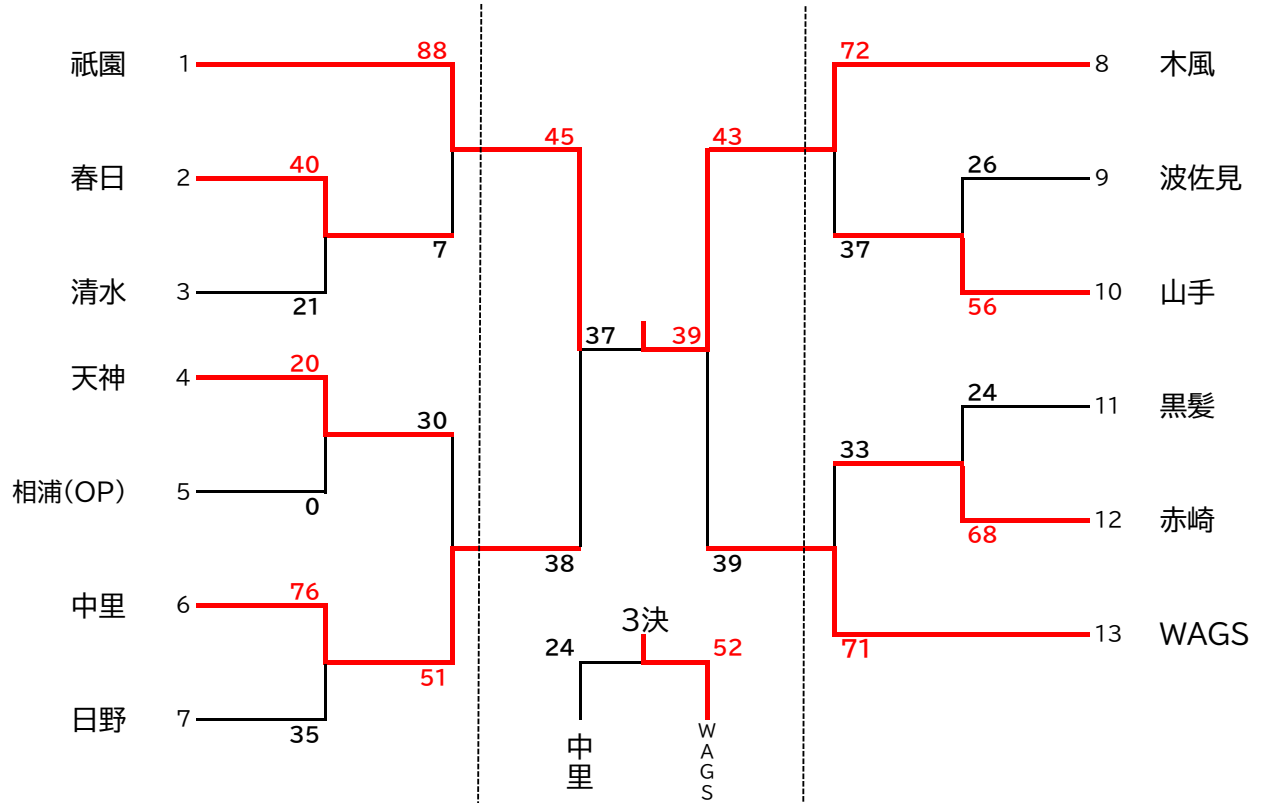 祇園 1 88 72 8 木風
45 43
春日 2 40 26 9 波佐見
7 37
清水 3 21 56 10 山手
37 39
天神 4 20 24 11 黒髪
30 33
相浦(OP) 5 0 68 12 赤崎
38 39
中里 6 76 71 13 WAGS
51
日野 7 35
3決
24 52
中里 WAGS